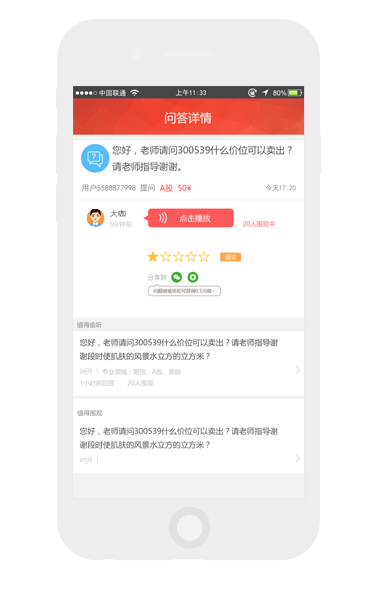 中国联通
上午11:33
80%
问答详情
您好，老师请问300539什么价位可以卖出？
请老师指导谢谢。
用户5588877998 提问 A股 50¥
今天17:20
大咖
5分钟前
点击播放
20人围观中
提交
分享到
问题被偷听即可获得0.5元哦~
值得偷听
您好，老师请问300539什么价位可以卖出？请老师指导谢
谢段时使肌肤的风景水立方的立方米？
专业领域：期货、A股、美股
1小时前回答 20人围观
值得围观
您好，老师请问300539什么价位可以卖出？请老师指导谢
谢段时使肌肤的风景水立方的立方米？